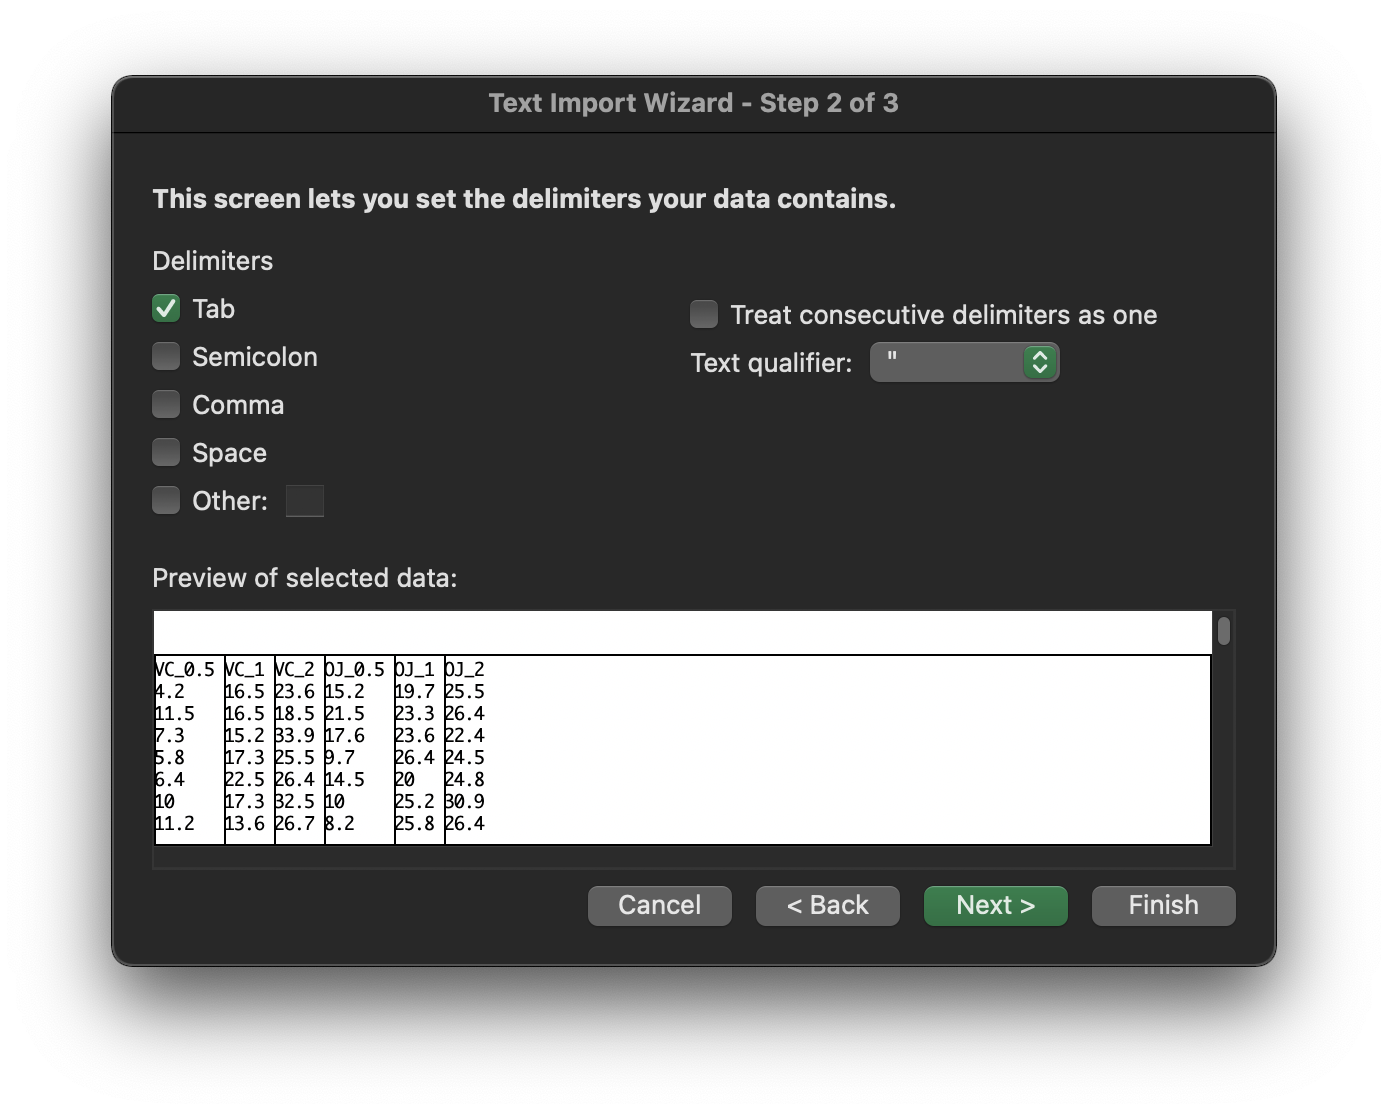 Text Import Wizard - Step 2 of 3
This screen lets you set the delimiters your data contains.
Delimiters
Tab
Treat consecutive delimiters as one
Semicolon
Text qualifier: "
Comma
Space
Other:
Preview of selected data:
VC_0.5 VC_1 VC_2 OJ_0.5 OJ_1 OJ_2
4.2 16.5 23.6 15.2 19.7 25.5
11.5 16.5 18.5 21.5 23.3 26.4
7.3 15.2 33.9 17.6 23.6 22.4
5.8 17.3 25.5 9.7 26.4 24.5
6.4 22.5 26.4 14.5 20 24.8
10 17.3 32.5 10 25.2 30.9
11.2 13.6 26.7 8.2 25.8 26.4
Cancel < Back Next > Finish